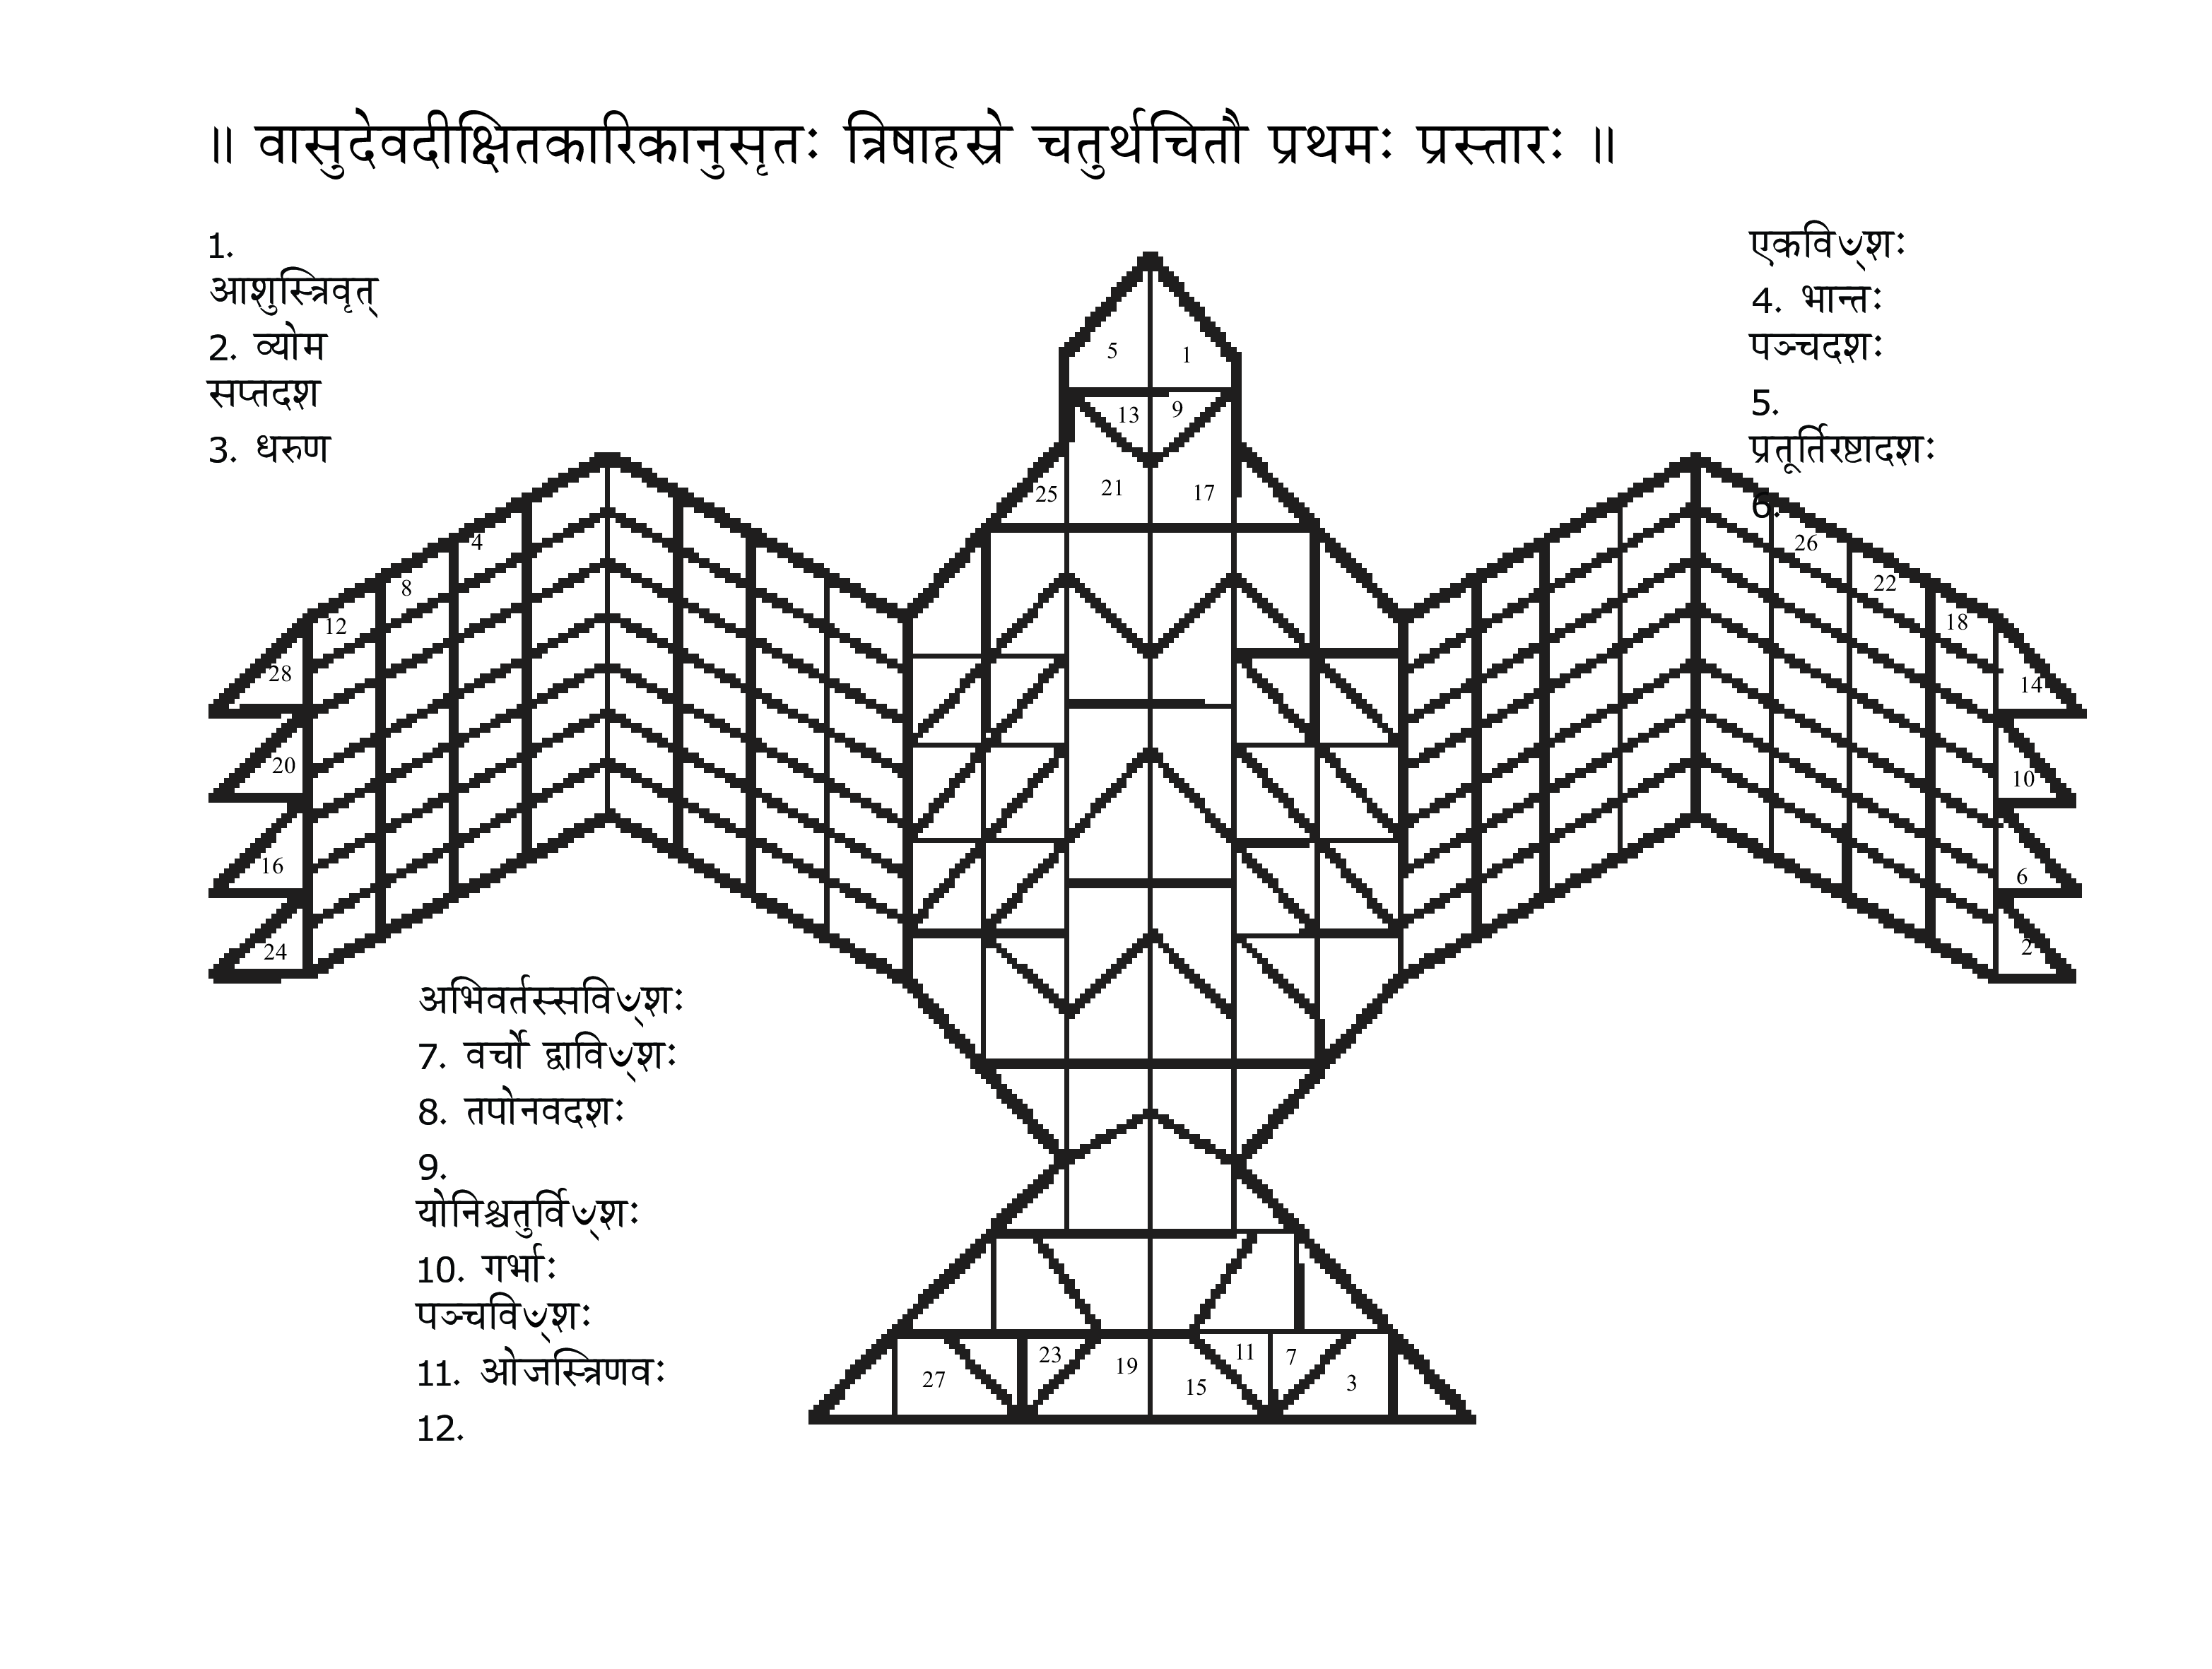 ॥ वासुदेवदीक्षितकारिकानुसृतः त्रिषाहस्रे चतुर्थचितौ प्रथमः प्रस्तारः ॥
1.
आशुस्त्रिवृत्
2. व्योम
सप्तदश
3. धरुण
एकविꣳशः
4. भान्तः
पञ्चदशः
5.
प्रतूर्तिरष्टादशः
6.
अभिवर्तस्सविꣳशः
7. वर्चो द्वाविꣳशः
8. तपोनवदशः
9.
योनिश्चतुर्विꣳशः
10. गर्भाः
पञ्चविꣳशः
11. ओजस्त्रिणवः
12.
5 1
13 9
25 21 17
4
8
12
28
20
16
24
26
22
18
14
10
6
2
27 23 19 15 11 7 3